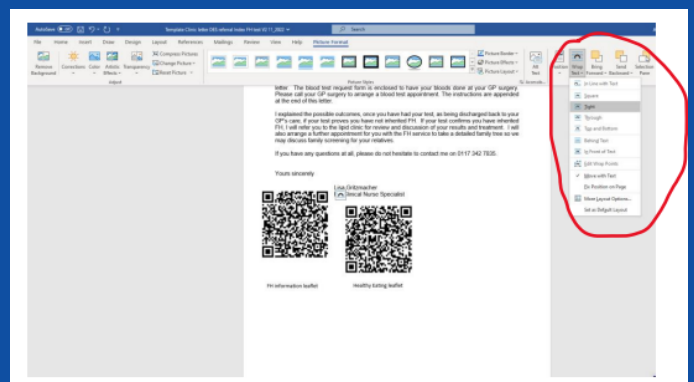 AutoSave
Template Clinic letter DBS referral index FH test V2 11_2022
Search
File Home Insert Draw Design Layout References Mailings Review View Help Picture Format
Remove Background
Corrections
Color
Artistic Effects
Transparency
Compress Pictures
Change Picture
Reset Picture
Adjust
Picture Styles
Picture Border
Picture Effects
Picture Layout
Alt Text
Position
Wrap Text
Bring Forward
Send Backward
Selection Pane
In Line with Text
Square
Tight
Through
Top and Bottom
Behind Text
In Front of Text
Edit Wrap Points
Move with Text
Fix Position on Page
More Layout Options...
Set as Default Layout
letter. The blood test request form is enclosed to have your bloods done at your GP surgery.
Please call your GP surgery to arrange a blood test appointment. The instructions are appended
at the end of this letter.
I explained the possible outcomes, once you have had your test, as being discharged back to your
GP's care, if your test proves you have not inherited FH. If your test confirms you have inherited
FH, I will refer you to the lipid clinic for review and discussion of your results and treatment. I will
also arrange a further appointment for you with the FH service to take a detailed family tree so we
may discuss family screening for your relatives.
If you have any questions at all, please do not hesitate to contact me on 0117 342 7835.
Yours sincerely
Lisa Gritzmacher
Clinical Nurse Specialist
FH information leaflet
Healthy Eating leaflet